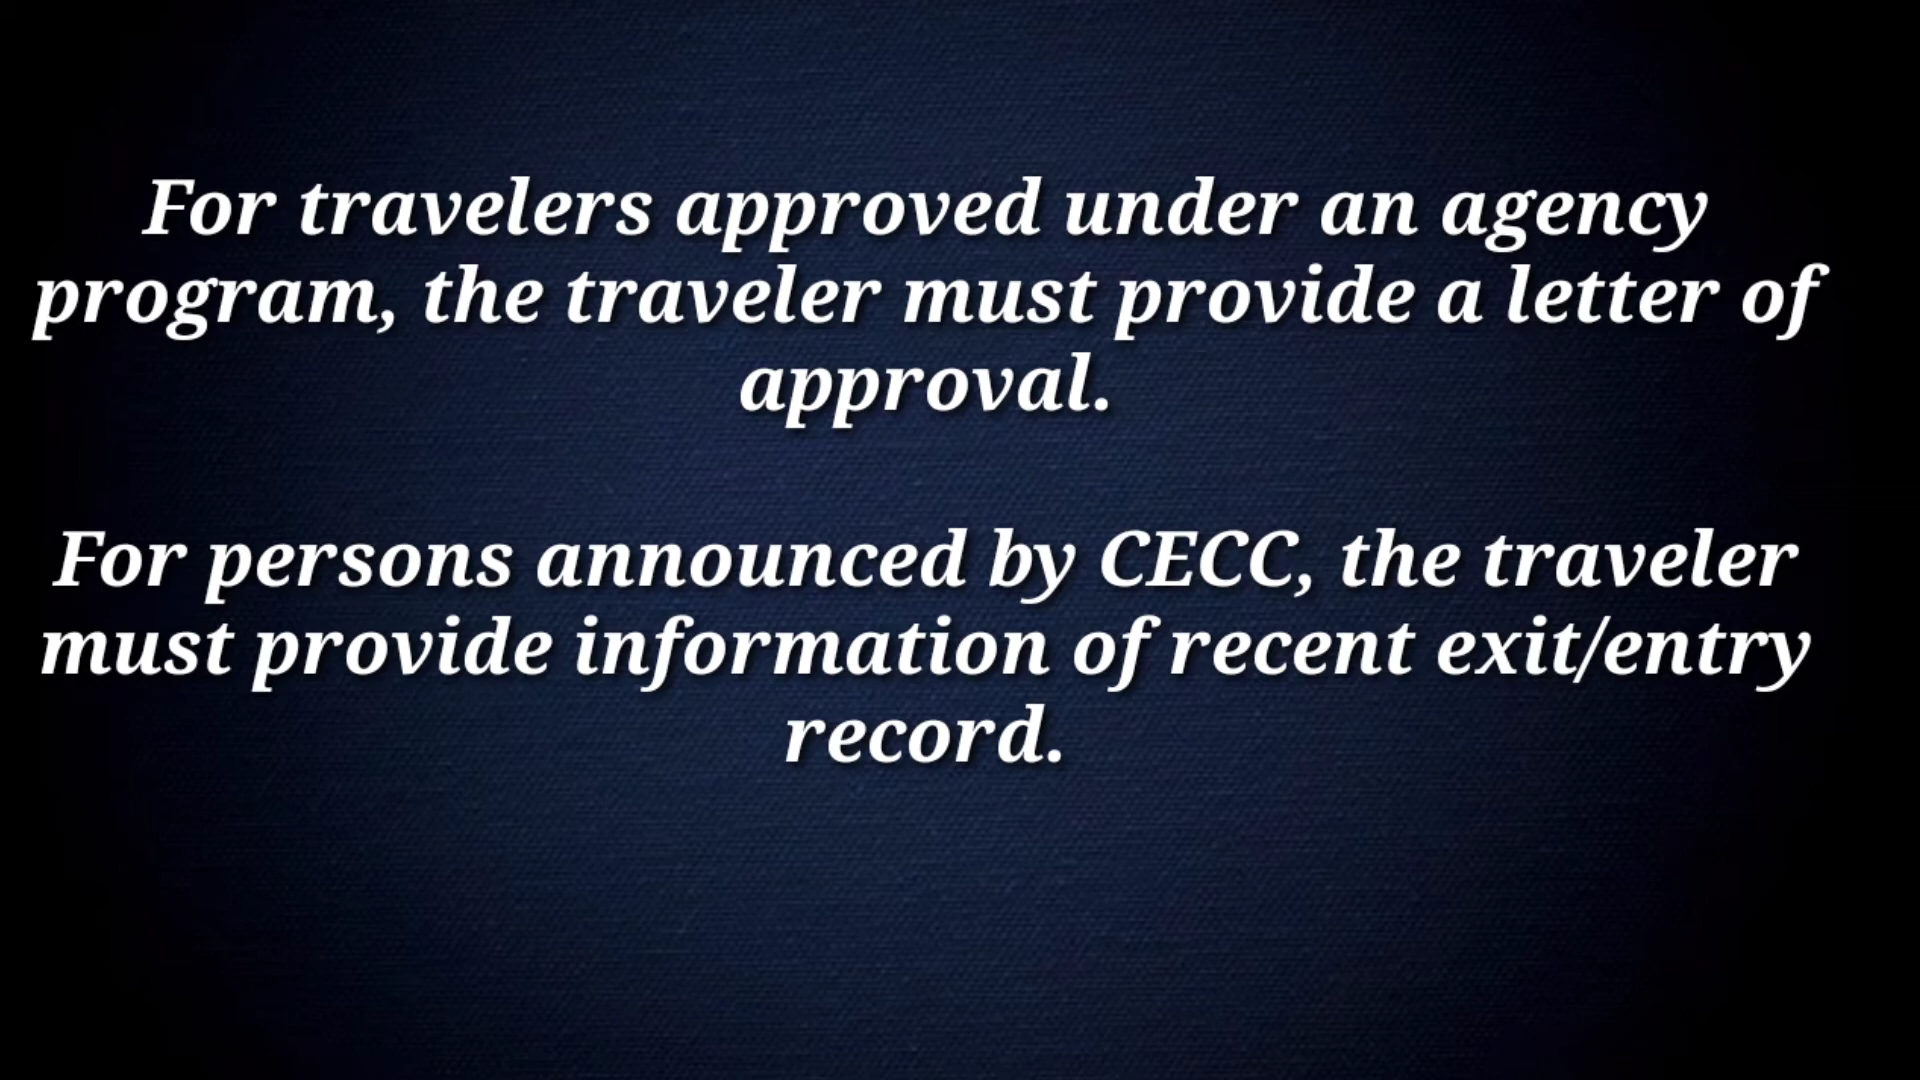 For travelers approved under an agency
program, the traveler must provide a letter of
approval.
For persons announced by CECC, the traveler
must provide information of recent exit/entry
record.